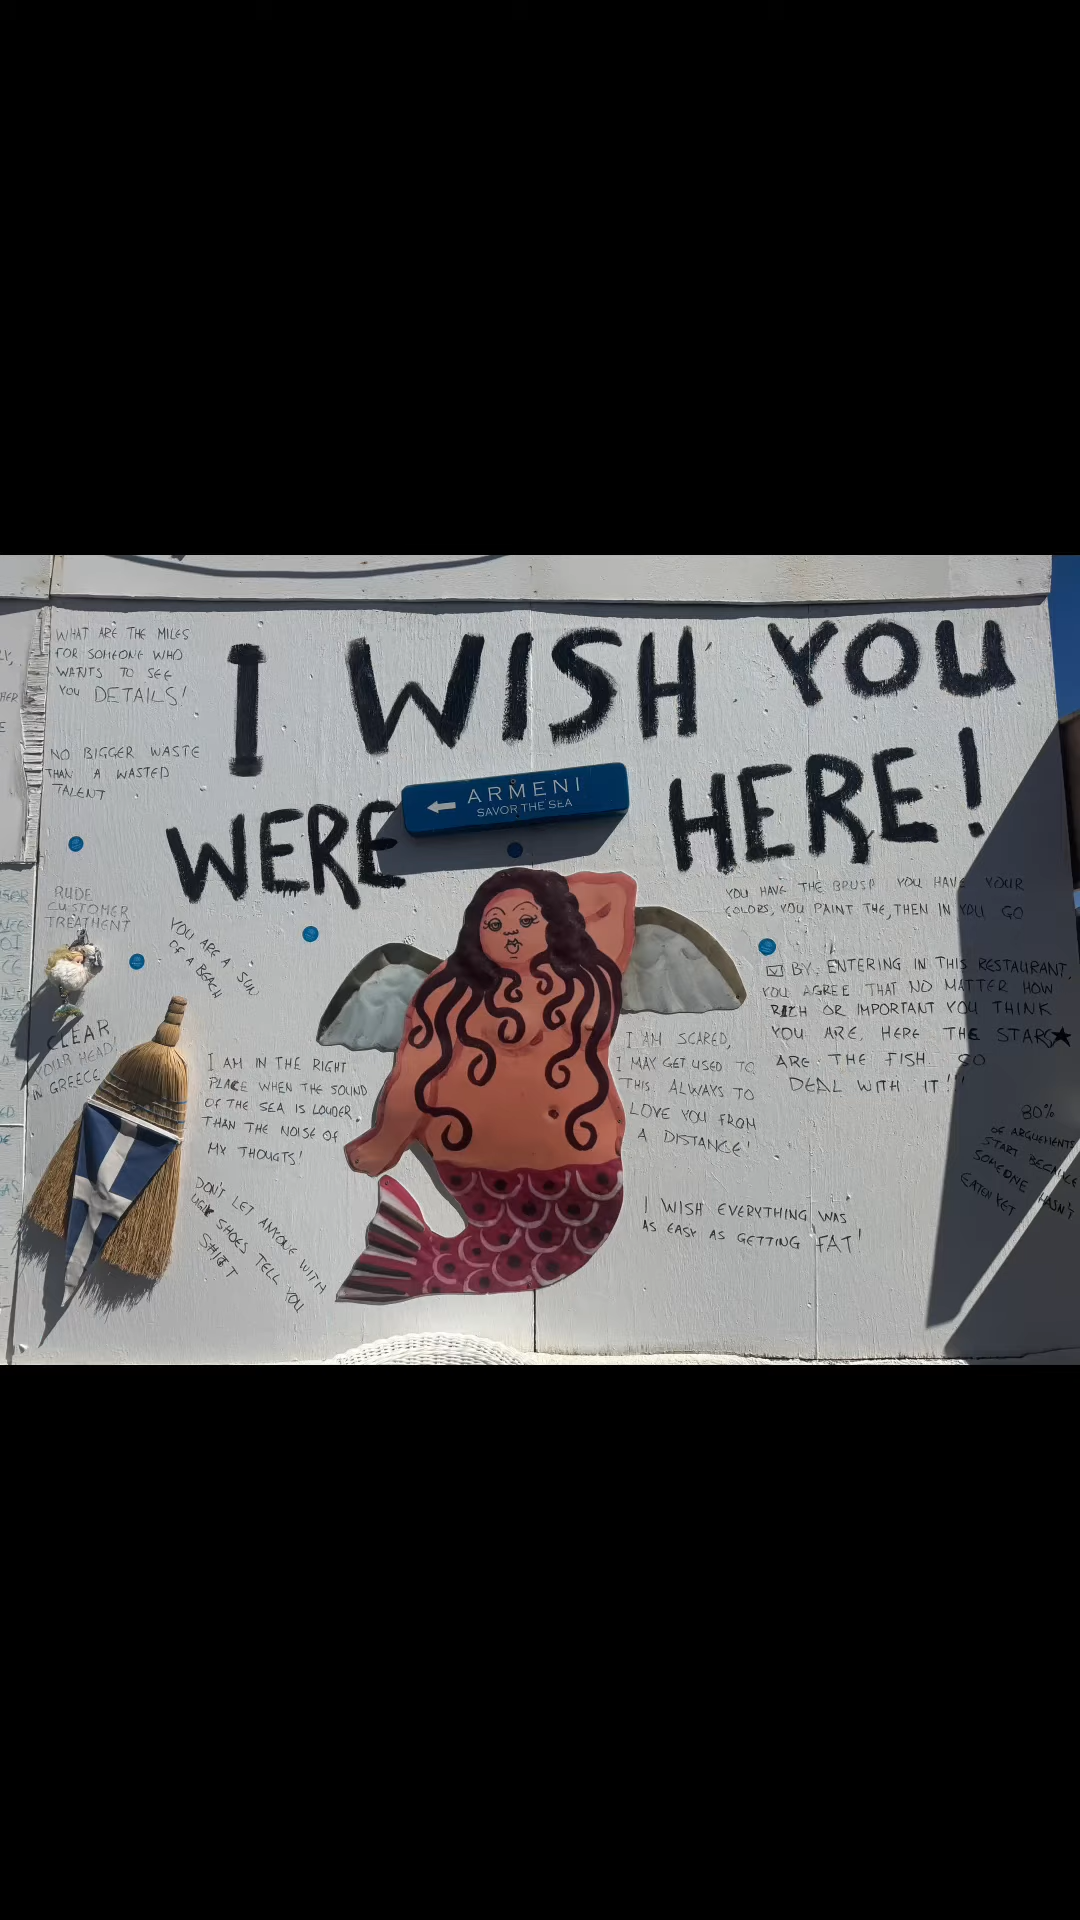 I WISH YOU
WERE HERE!
← ARMENI
SAVOR THE SEA
WHAT ARE THE MILES
FOR SOMEONE WHO
WANTS TO SEE
YOU DETAILS!
NO BIGGER WASTE
THAN A WASTED
TALENT
RUDE
CUSTOMER
TREATMENT
YOU ARE A SUN
OF A BEACH
CLEAR
YOUR HEAD!
IN GREECE
I AM IN THE RIGHT
PLACE WHEN THE SOUND
OF THE SEA IS LOUDER
THAN THE NOISE OF
MY THOUGTS!
DON'T LET ANYONE WITH
UGLY SHOES TELL YOU
SHIET
YOU HAVE THE BRUSH YOU HAVE YOUR
COLORS, YOU PAINT THE, THEN IN YOU GO
☑ BY, ENTERING IN THIS RESTAURANT.
YOU AGREE THAT NO MATTER HOW
RICH OR IMPORTANT YOU THINK
YOU ARE, HERE THE STARS★
ARE THE FISH. SO
DEAL WITH IT!!
I AM SCARED,
I MAY GET USED TO
THIS. ALWAYS TO
LOVE YOU FROM
A DISTANCE!
80%
OF ARGUEMENTS
START BECAUSE
SOMEONE HASN'T
EATEN YET
I WISH EVERYTHING WAS
AS EASY AS GETTING FAT!